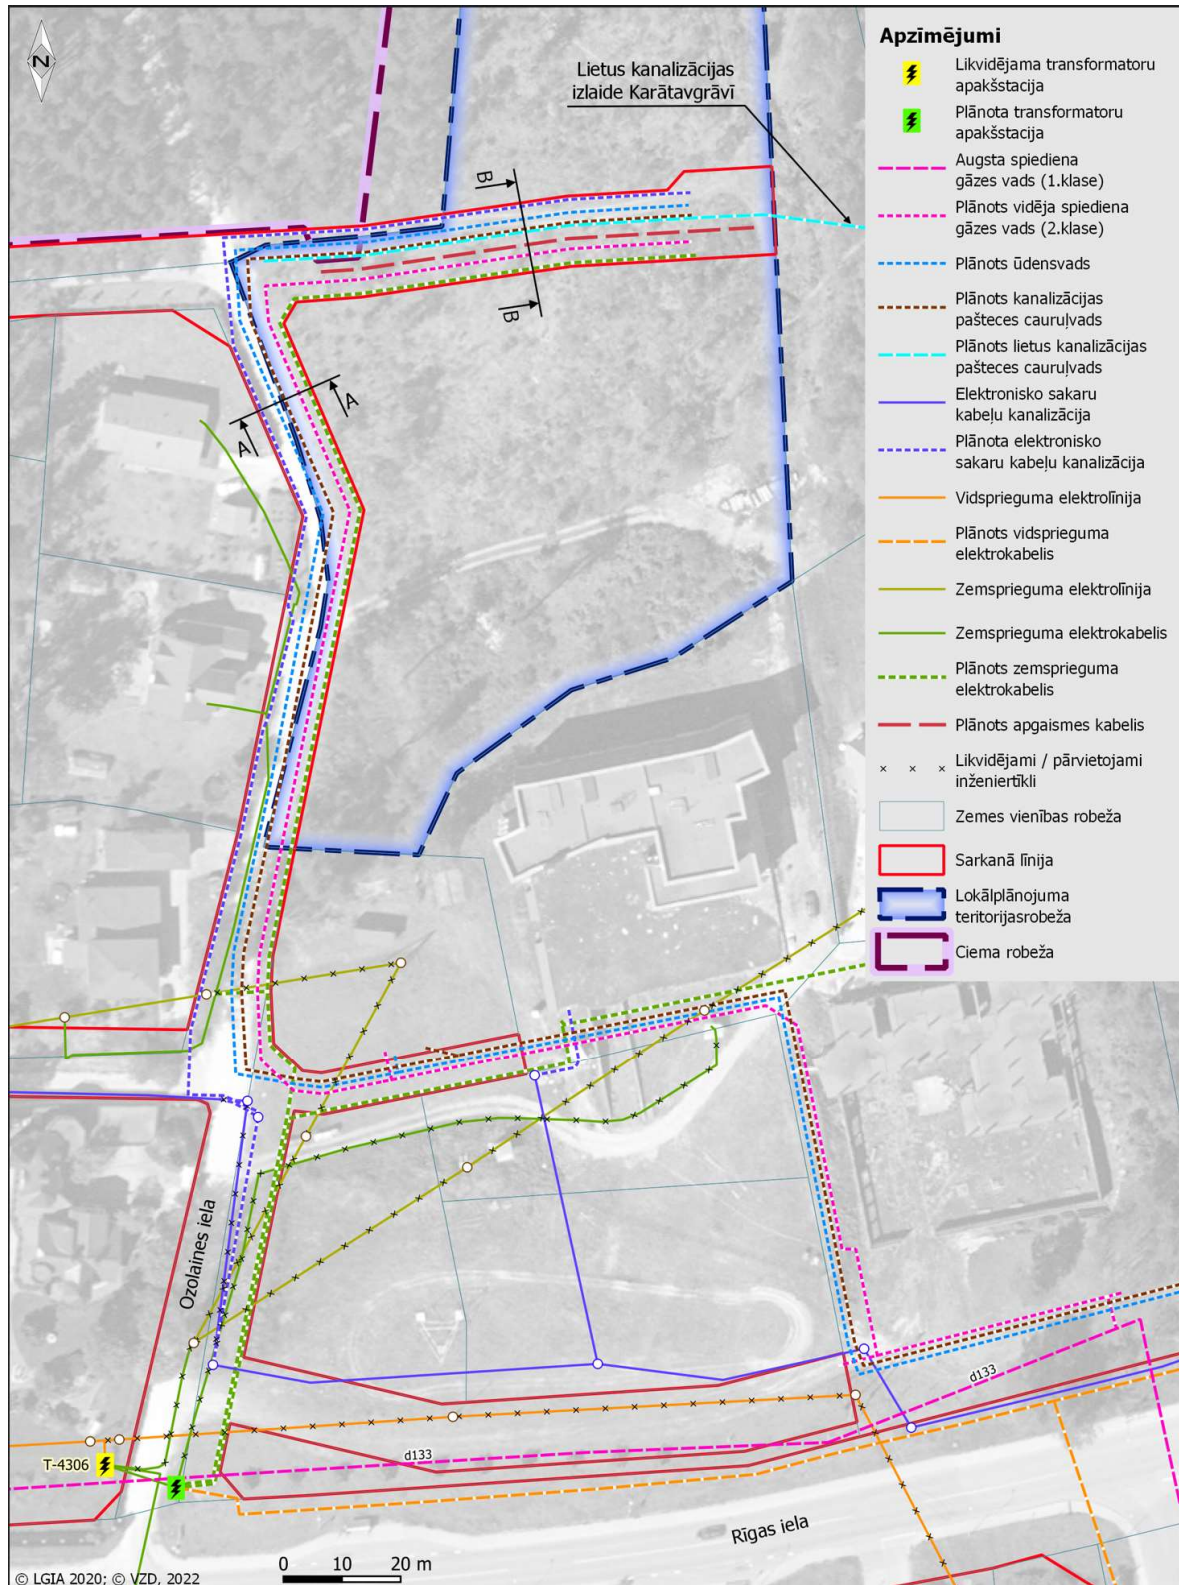 N
Lietus kanalizācijas
izlaide Karātavgrāvī
B
B
A
A
Ozolaines iela
T-4306
d133
d133
Rīgas iela
0 10 20 m
© LGIA 2020; © VZD, 2022
Apzīmējumi
Likvidējama transformatoru
apakšstacija
Plānota transformatoru
apakšstacija
Augsta spiediena
gāzes vads (1.klase)
Plānots vidēja spiediena
gāzes vads (2.klase)
Plānots ūdensvads
Plānots kanalizācijas
pašteces cauruļvads
Plānots lietus kanalizācijas
pašteces cauruļvads
Elektronisko sakaru
kabeļu kanalizācija
Plānota elektronisko
sakaru kabeļu kanalizācija
Vidsprieguma elektrolīnija
Plānots vidsprieguma
elektrokabelis
Zemsprieguma elektrolīnija
Zemsprieguma elektrokabelis
Plānots zemsprieguma
elektrokabelis
Plānots apgaismes kabelis
Likvidējami / pārvietojami
inženiertīkli
Zemes vienības robeža
Sarkanā līnija
Lokālplānojuma
teritorijasrobeža
Ciema robeža